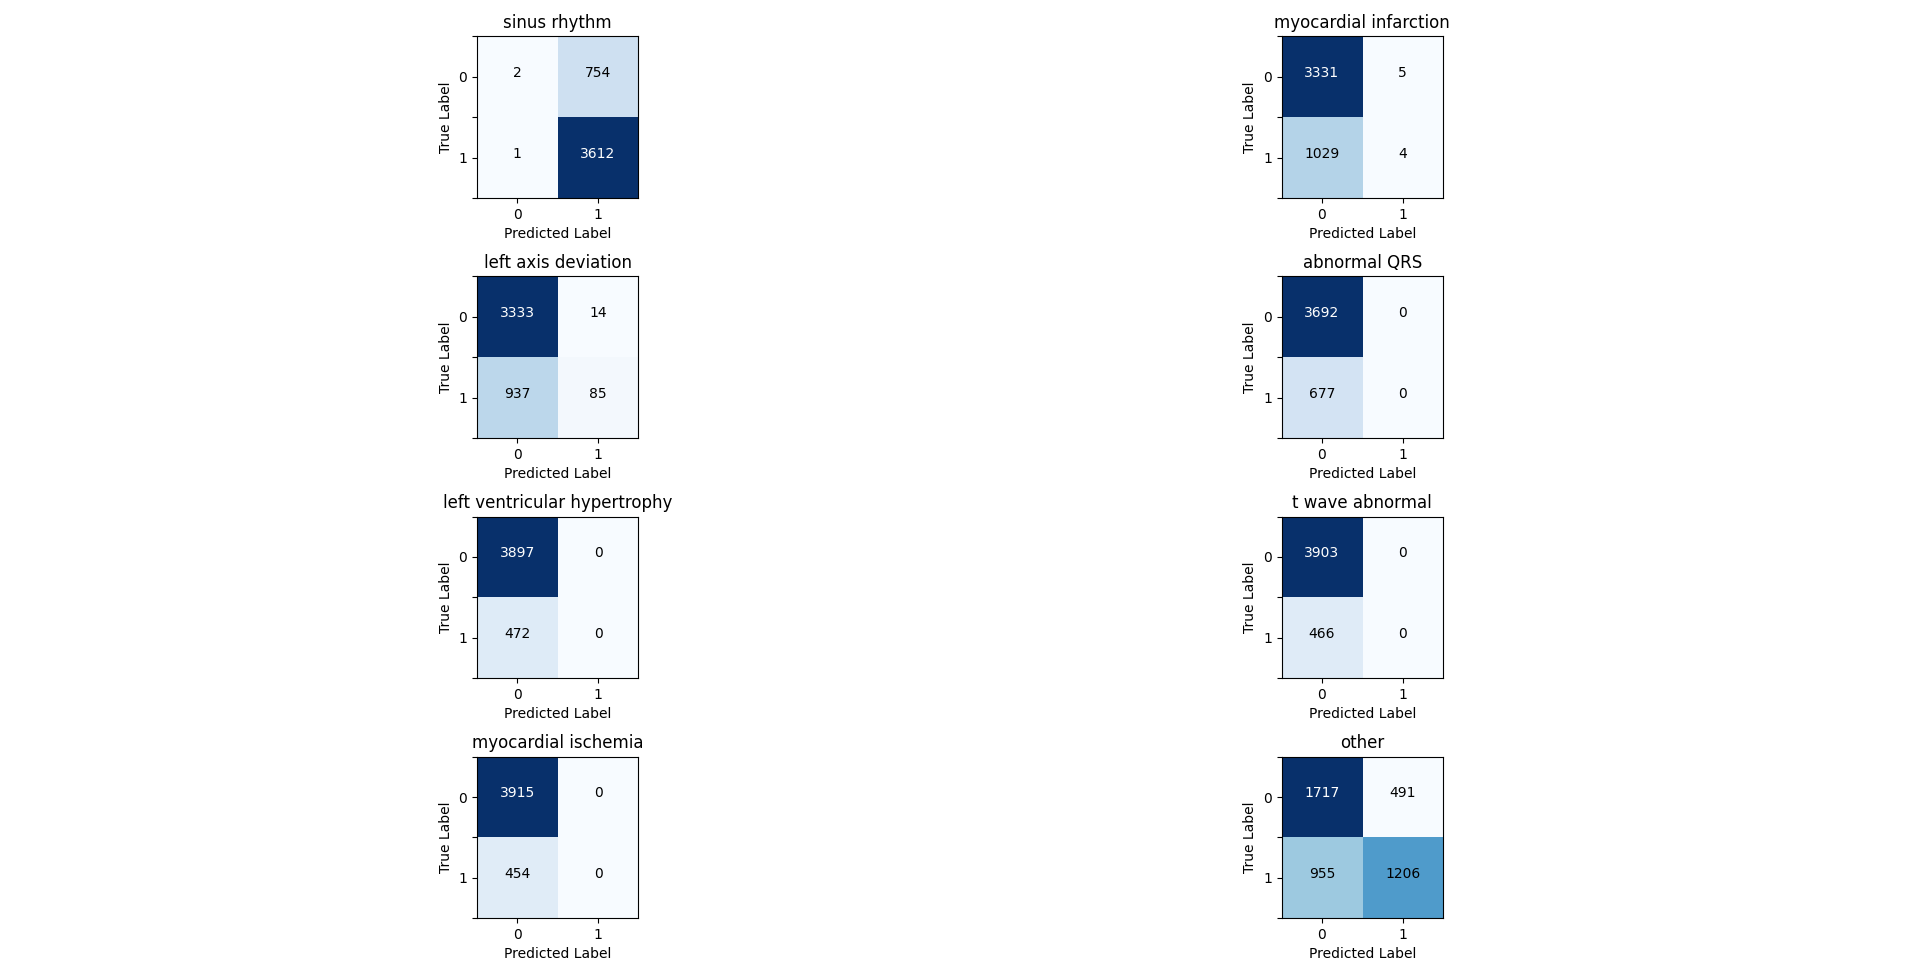 sinus rhythm
True Label
0
2
754
1
1
3612
0
1
Predicted Label
myocardial infarction
True Label
0
3331
5
1
1029
4
0
1
Predicted Label
left axis deviation
True Label
0
3333
14
1
937
85
0
1
Predicted Label
abnormal QRS
True Label
0
3692
0
1
677
0
0
1
Predicted Label
left ventricular hypertrophy
True Label
0
3897
0
1
472
0
0
1
Predicted Label
t wave abnormal
True Label
0
3903
0
1
466
0
0
1
Predicted Label
myocardial ischemia
True Label
0
3915
0
1
454
0
0
1
Predicted Label
other
True Label
0
1717
491
1
955
1206
0
1
Predicted Label